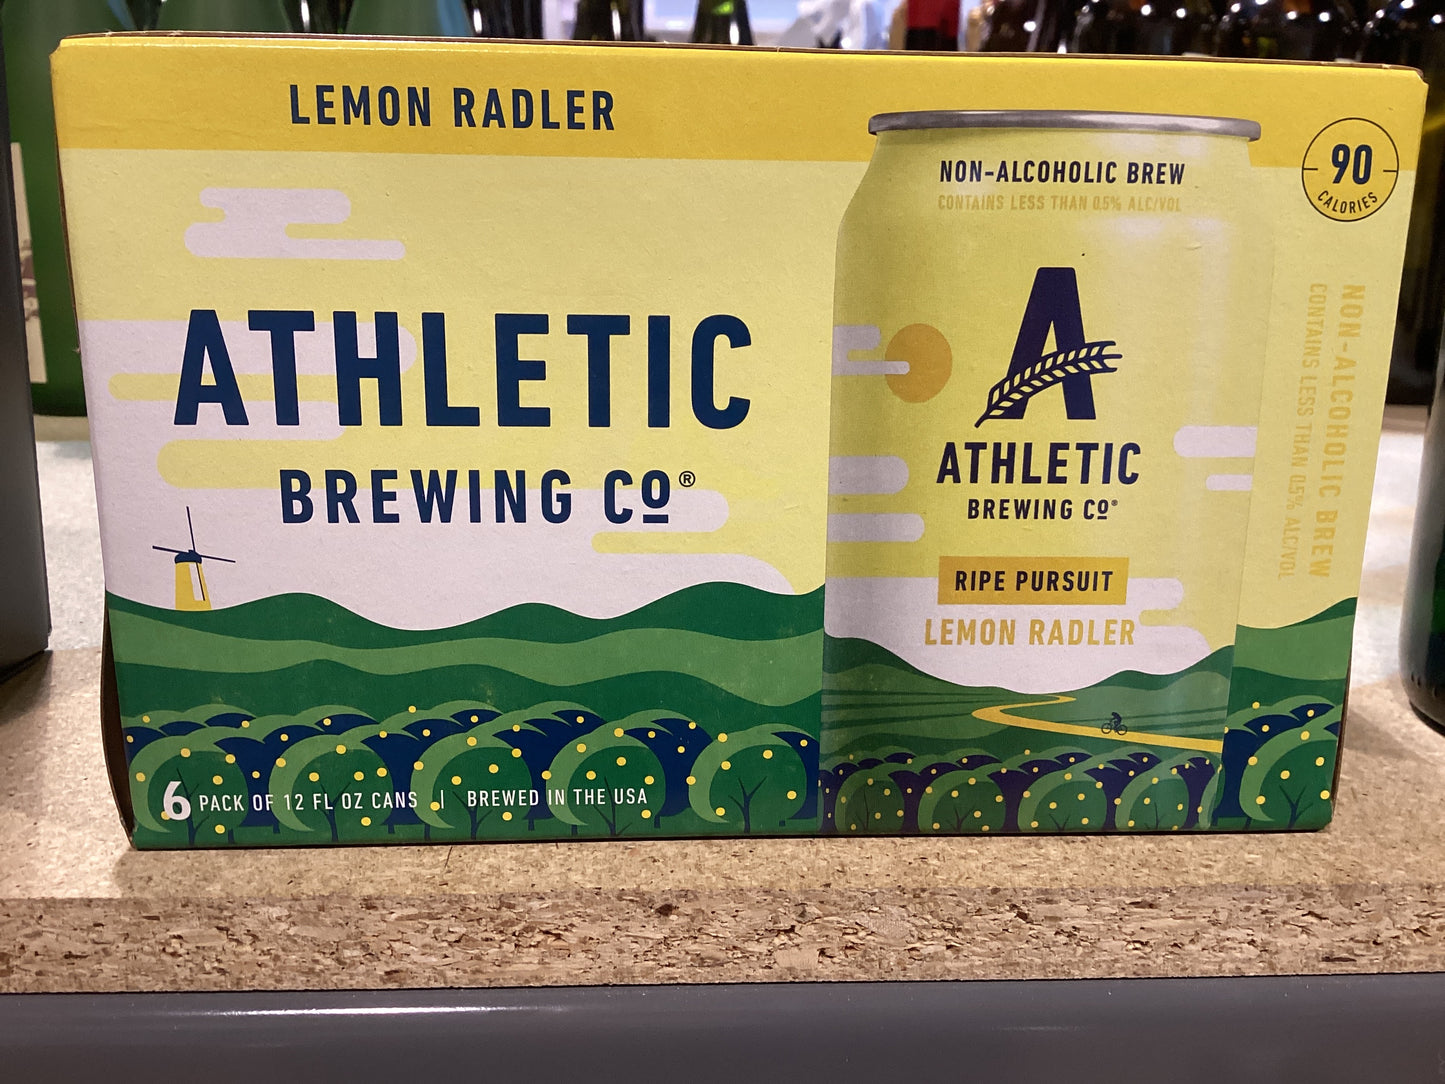 LEMON RADLER
ATHLETIC
BREWING Cº®
6 PACK OF 12 FL OZ CANS | BREWED IN THE USA
NON-ALCOHOLIC BREW
CONTAINS LESS THAN 0.5% ALC/VOL
A
ATHLETIC
BREWING Cº®
RIPE PURSUIT
LEMON RADLER
90
CALORIES
NON-ALCOHOLIC BREW
CONTAINS LESS THAN 0.5% ALC/VOL